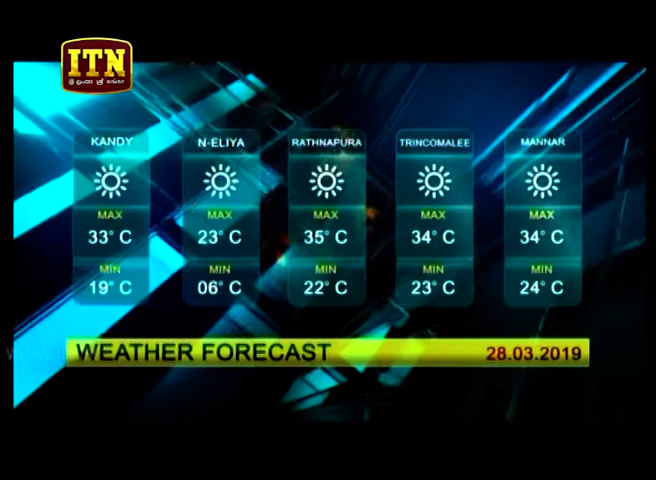 ITN
ශ්‍රී ලංකා
KANDY
MAX
33° C
MIN
19° C
N-ELIYA
MAX
23° C
MIN
06° C
RATHNAPURA
MAX
35° C
MIN
22° C
TRINCOMALEE
MAX
34° C
MIN
23° C
MANNAR
MAX
34° C
MIN
24° C
WEATHER FORECAST
28.03.2019